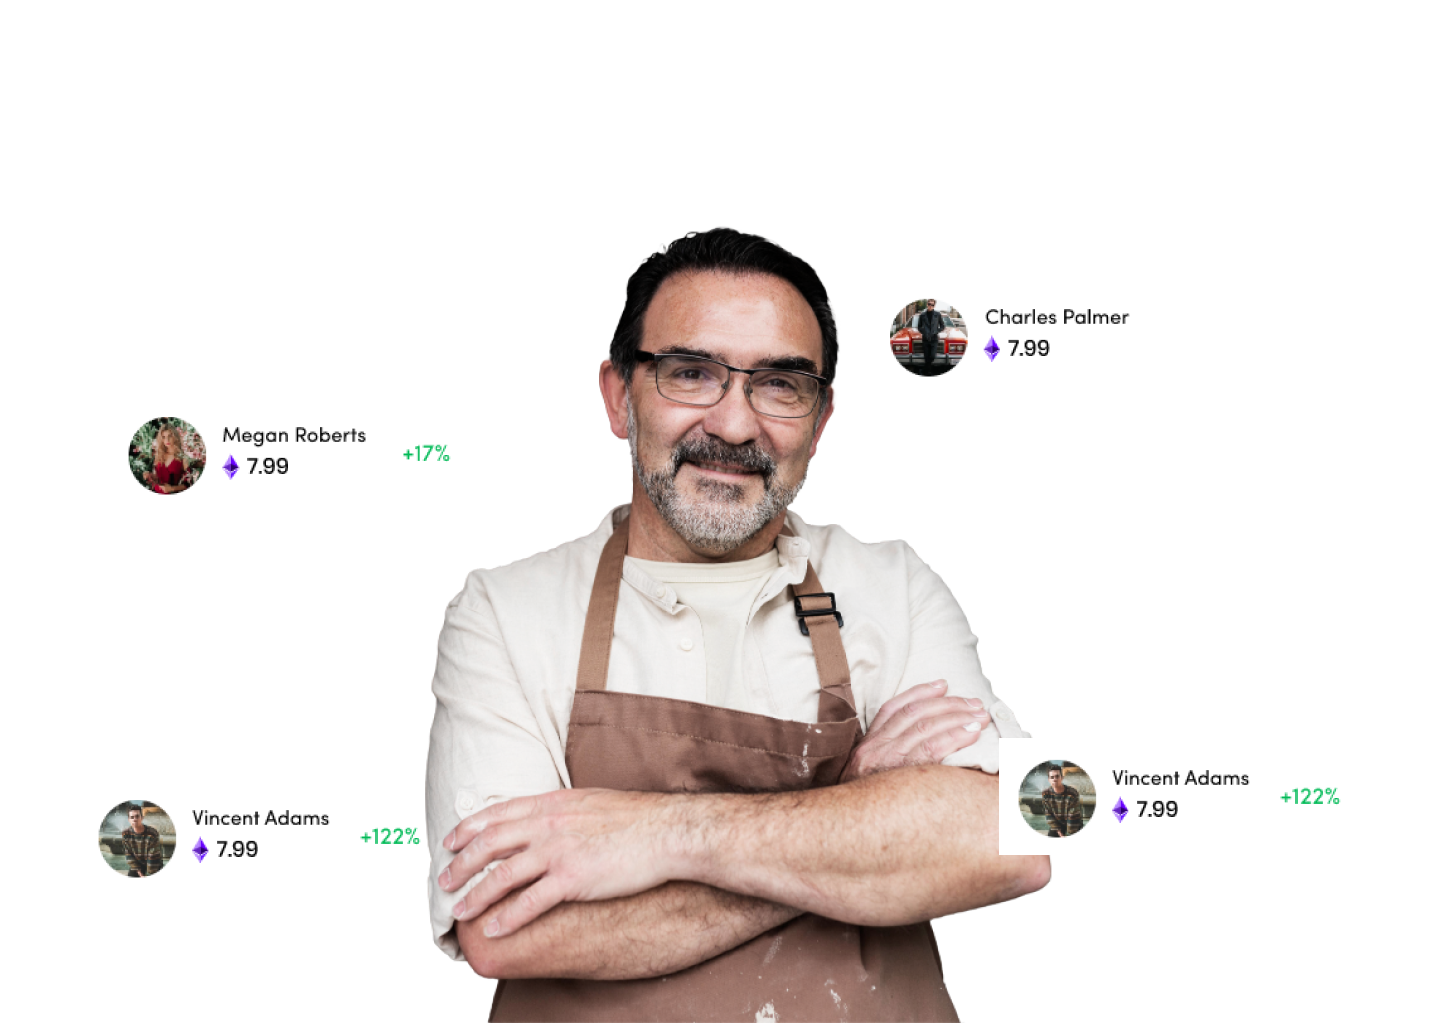 Charles Palmer
7.99
Megan Roberts
7.99
+17%
Vincent Adams
7.99
+122%
Vincent Adams
7.99
+122%